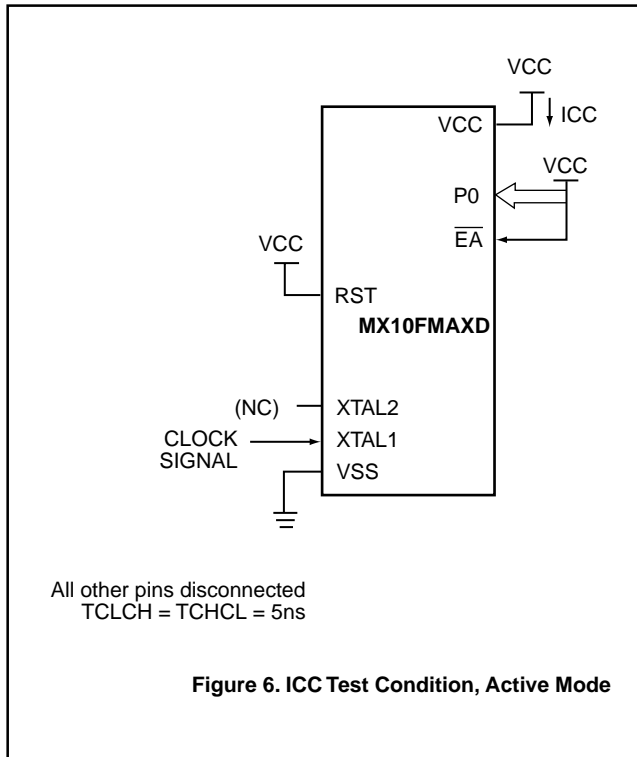 VCC
VCC
ICC
VCC
P0
EA
VCC
RST
MX10FMAXD
(NC)
XTAL2
CLOCK
SIGNAL
XTAL1
VSS
All other pins disconnected
TCLCH = TCHCL = 5ns
Figure 6. ICC Test Condition, Active Mode